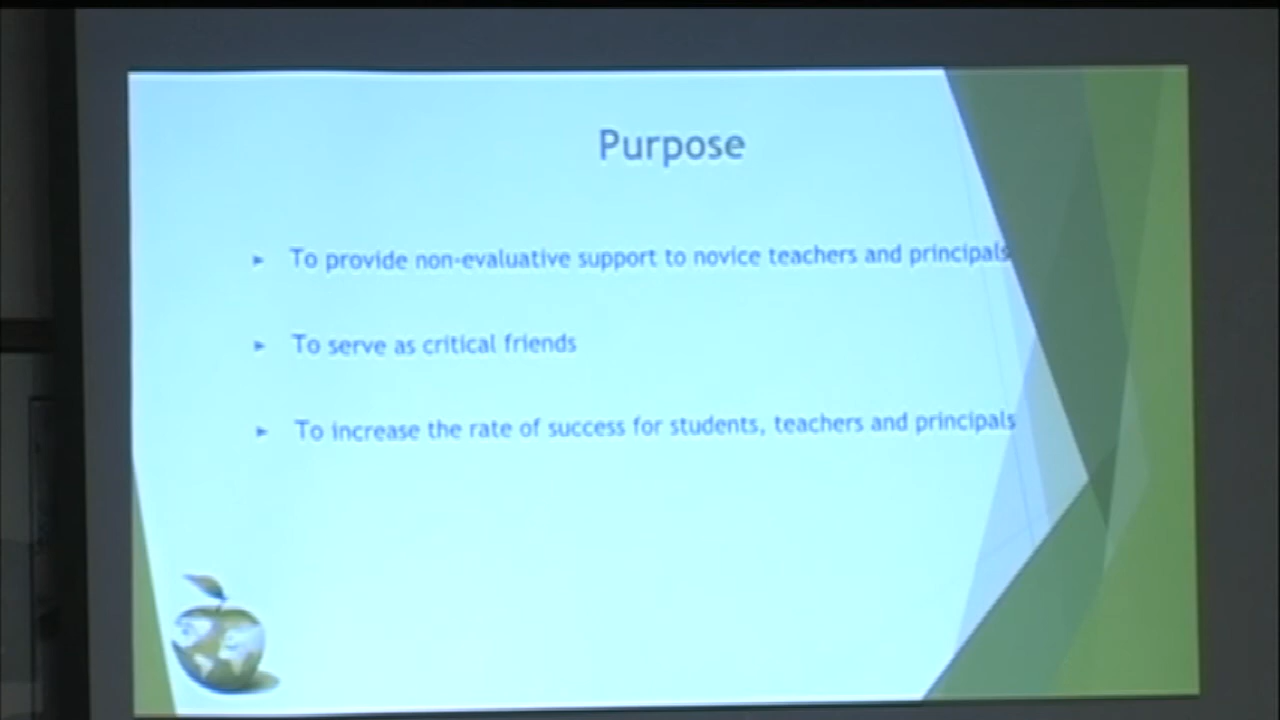 Purpose
► To provide non-evaluative support to novice teachers and principals
► To serve as critical friends
► To increase the rate of success for students, teachers and principals